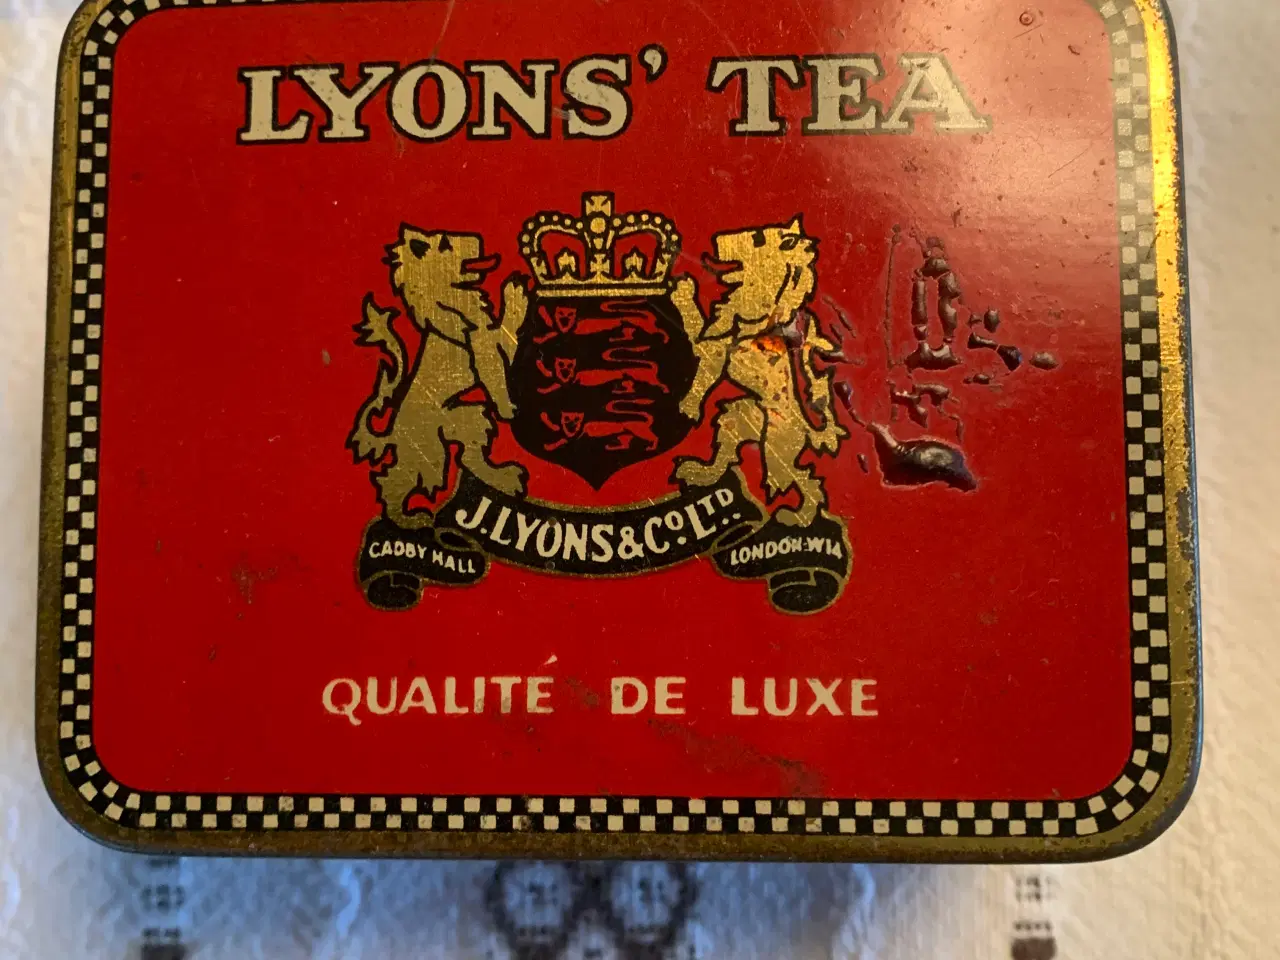 LYONS' TEA
J. LYONS & Cº. LTD..
CADBY HALL
LONDON·W14
QUALITÉ DE LUXE